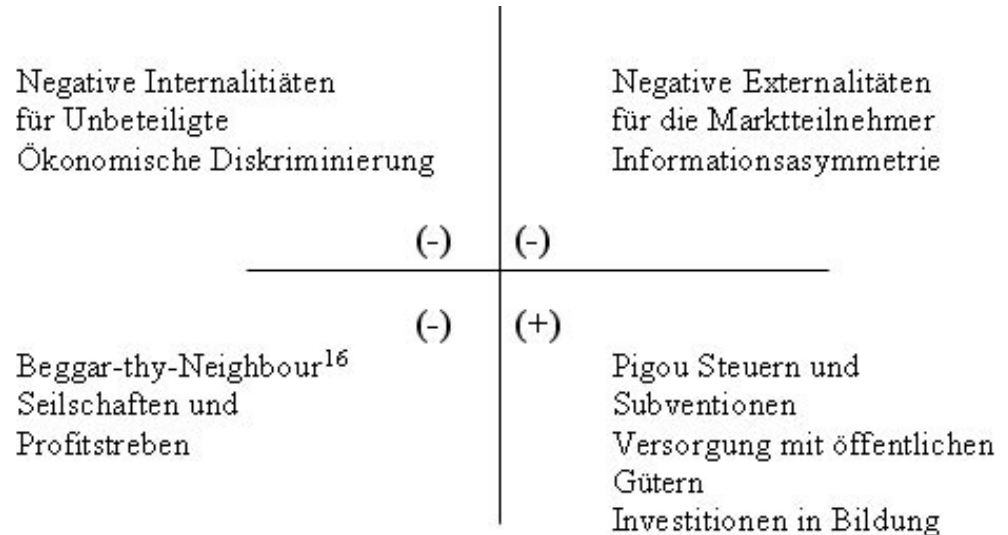 Negative Internalitiäten
für Unbeteiligte
Ökonomische Diskriminierung
Negative Externalitäten
für die Marktteilnehmer
Informationsasymmetrie
(-)
(-)
(-)
(+)
Beggar-thy-Neighbour16
Seilschaften und
Profitstreben
Pigou Steuern und
Subventionen
Versorgung mit öffentlichen
Gütern
Investitionen in Bildung